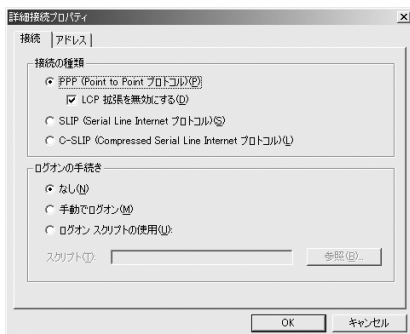 詳細接続プロパティ
接続 アドレス
接続の種類
PPP (Point to Point プロトコル)(P)
LCP 拡張を無効にする(D)
SLIP (Serial Line Internet プロトコル)(S)
C-SLIP (Compressed Serial Line Internet プロトコル)(L)
ログオンの手続き
なし(N)
手動でログオン(M)
ログオン スクリプトの使用(U):
スクリプト(T): 参照(B)...
OK キャンセル